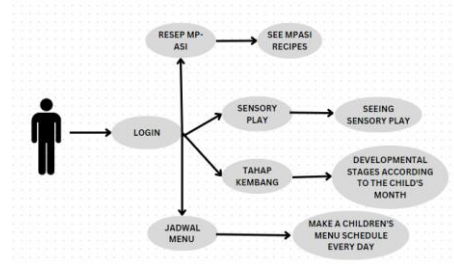 RESEP MP-
ASI
SEE MPASI
RECIPES
LOGIN
SENSORY
PLAY
SEEING
SENSORY PLAY
TAHAP
KEMBANG
DEVELOPMENTAL
STAGES ACCORDING
TO THE CHILD'S
MONTH
JADWAL
MENU
MAKE A CHILDREN'S
MENU SCHEDULE
EVERY DAY